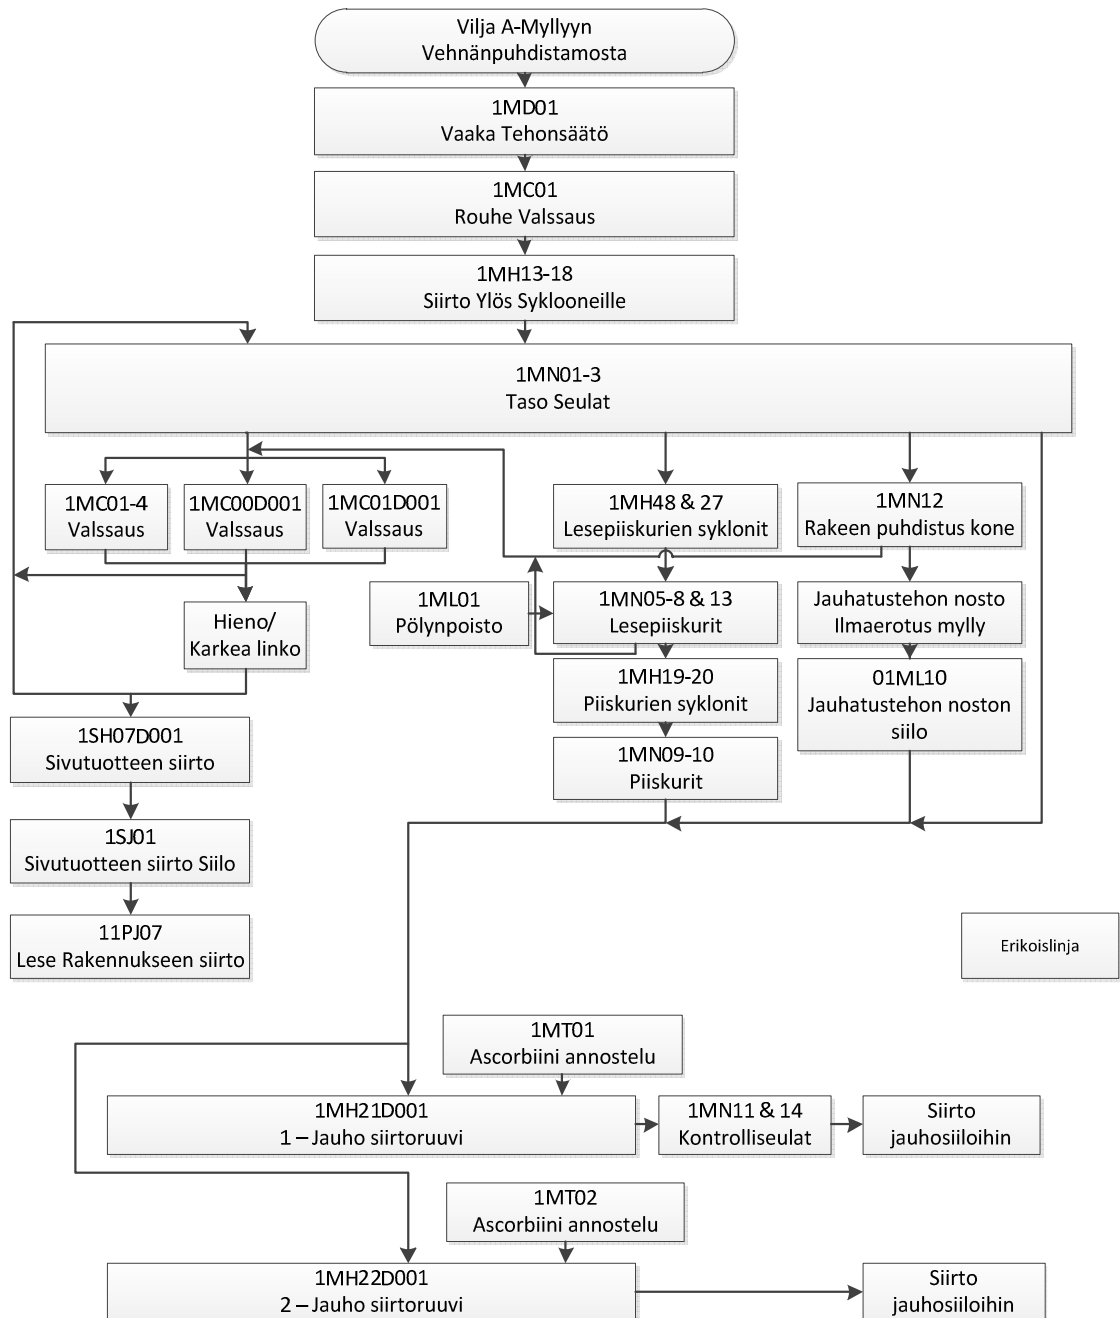 Vilja A-Myllyyn
Vehnänpuhdistamosta
1MD01
Vaaka Tehonsäätö
1MC01
Rouhe Valssaus
1MH13-18
Siirto Ylös Syklooneille
1MN01-3
Taso Seulat
1MC01-4
Valssaus
1MC00D001
Valssaus
1MC01D001
Valssaus
1MH48 & 27
Lesepiiskurien syklonit
1MN12
Rakeen puhdistus kone
Hieno/
Karkea linko
1ML01
Pölynpoisto
1MN05-8 & 13
Lesepiiskurit
Jauhatustehon nosto
Ilmaerotus mylly
1MH19-20
Piiskurien syklonit
01ML10
Jauhatustehon noston
siilo
1SH07D001
Sivutuotteen siirto
1MN09-10
Piiskurit
1SJ01
Sivutuotteen siirto Siilo
11PJ07
Lese Rakennukseen siirto
Erikoislinja
1MT01
Ascorbiini annostelu
1MH21D001
1 – Jauho siirtoruuvi
1MN11 & 14
Kontrolliseulat
Siirto
jauhosiiloihin
1MT02
Ascorbiini annostelu
1MH22D001
2 – Jauho siirtoruuvi
Siirto
jauhosiiloihin